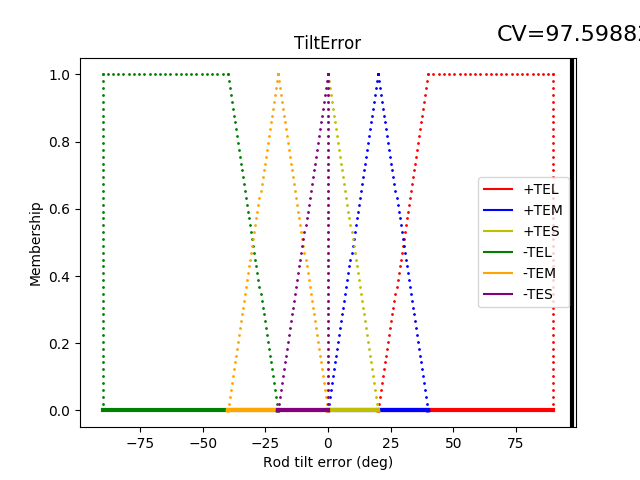 CV=97.5988
TiltError
1.0
0.8
0.6
0.4
0.2
0.0
Membership
+TEL
+TEM
+TES
-TEL
-TEM
-TES
−75
−50
−25
0
25
50
75
Rod tilt error (deg)